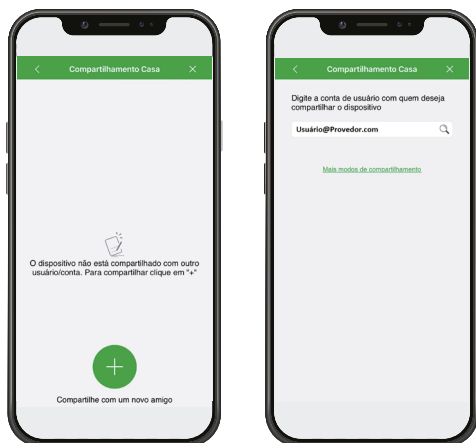 Compartilhamento Casa
O dispositivo não está compartilhado com outro
usuário/conta. Para compartilhar clique em "+"
Compartilhe com um novo amigo
Compartilhamento Casa
Digite a conta de usuário com quem deseja
compartilhar o dispositivo
Usuário@Provedor.com
Mais modos de compartilhamento